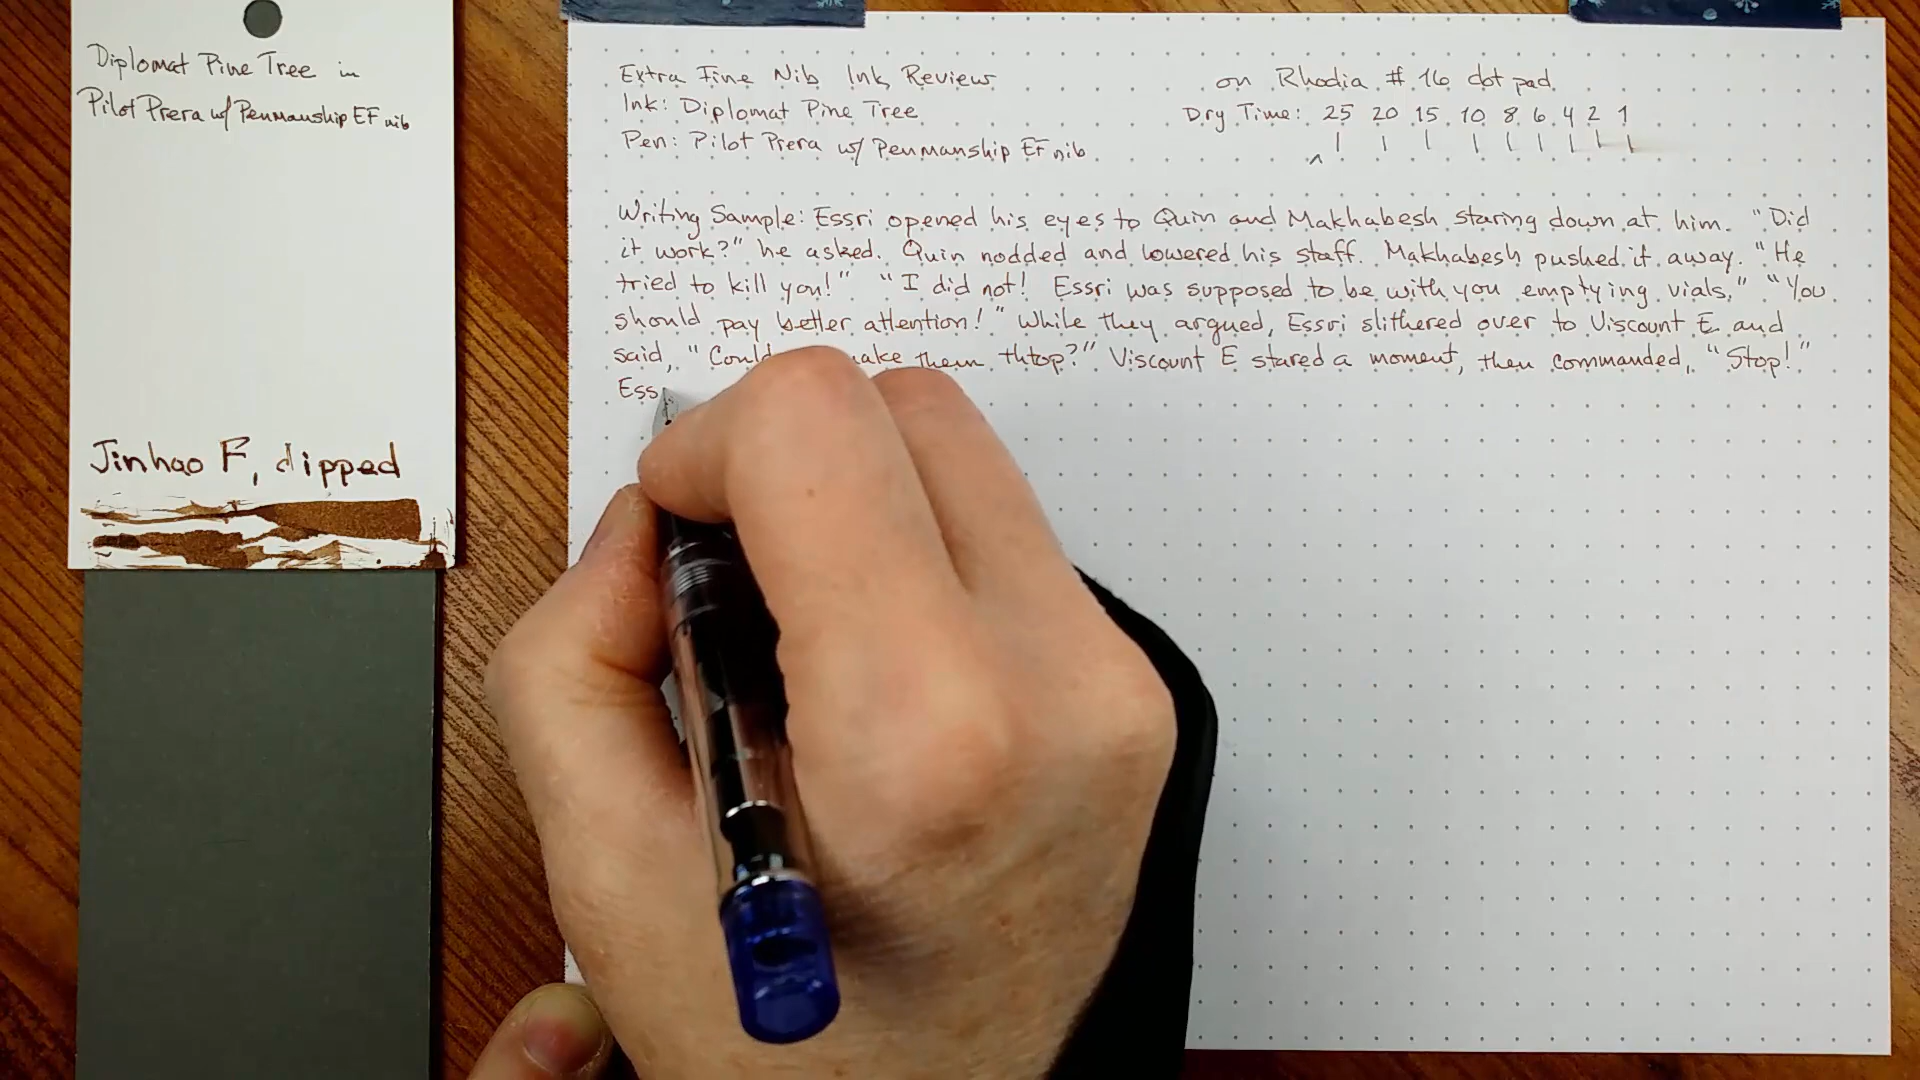 Diplomat Pine Tree in
Pilot Prera w/ Penmanship EF nib
Jinhao F, dipped
Extra Fine Nib Ink Review
on Rhodia #16 dot pad
Ink: Diplomat Pine Tree
Dry Time: 25 20 15 10 8 6 4 2 1
Pen: Pilot Prera w/ Penmanship EF nib
Writing Sample: Essri opened his eyes to Quin and Makhabesh staring down at him. "Did
it work?" he asked. Quin nodded and lowered his staff. Makhabesh pushed it away. "He
tried to kill you!" "I did not! Essri was supposed to be with you emptying vials." "You
should pay better attention!" While they argued, Essri slithered over to Viscount E and
said, "Could them thtop?" Viscount E stared a moment, then commanded, "Stop!"
Ess